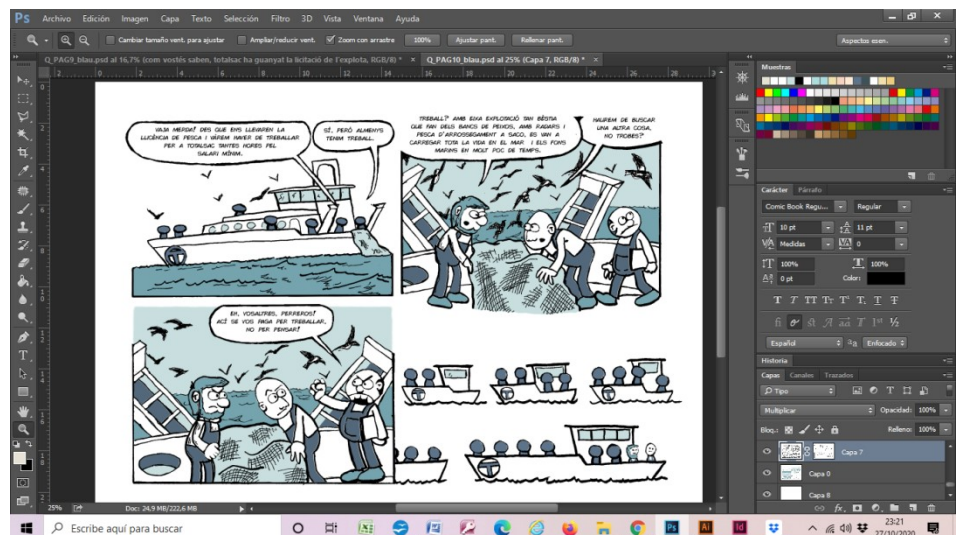 Ps Archivo Edición Imagen Capa Texto Selección Filtro 3D Vista Ventana Ayuda
Cambiar tamaño vent. para ajustar Ampliar/reducir vent. Zoom con arrastre 100% Ajustar pant. Rellenar pant. Aspectos esen.
Q_PAG9_blau.psd al 16,7% (com vostés saben, totalsac ha guanyat la licitació de l'explota, RGB/8) * × Q_PAG10_blau.psd al 25% (Capa 7, RGB/8) * ×
VAJA MERDA! DES QUE ENS LLEVAREN LA
LLICÈNCIA DE PESCA I VÀREM HAVER DE TREBALLAR
PER A TOTALSAC TANTES HORES PEL
SALARI MÍNIM.
SÍ, PERÒ ALMENYS
TENIM TREBALL.
TREBALL? AMB EIXA EXPLOTACIÓ TAN BÈSTIA
QUE FAN DELS BANCS DE PEIXOS, AMB RADARS I
PESCA D'ARROSSEGAMENT A SACO, ES VAN A
CARREGAR TOTA LA VIDA EN EL MAR I ELS FONS
MARINS EN MOLT POC DE TEMPS.
HAUREM DE BUSCAR
UNA ALTRA COSA,
NO TROBES?
EH, VOSALTRES, PERREROS!
ACÍ SE VOS PAGA PER TREBALLAR,
NO PER PENSAR!
Muestras
Carácter Párrafo
Comic Book Ragu... Regular
10 pt 11 pt
Medidas 0
100% 100%
0 pt Color:
Español Enfocado
Historia
Capas Canales Trazados
Tipo
Multiplicar Opacidad: 100%
Bloq.: Relleno: 100%
Capa 7
Capa 0
Capa 8
25% Doc: 24,9 MB/222,6 MB
Escribe aquí para buscar
23:21
27/10/2020